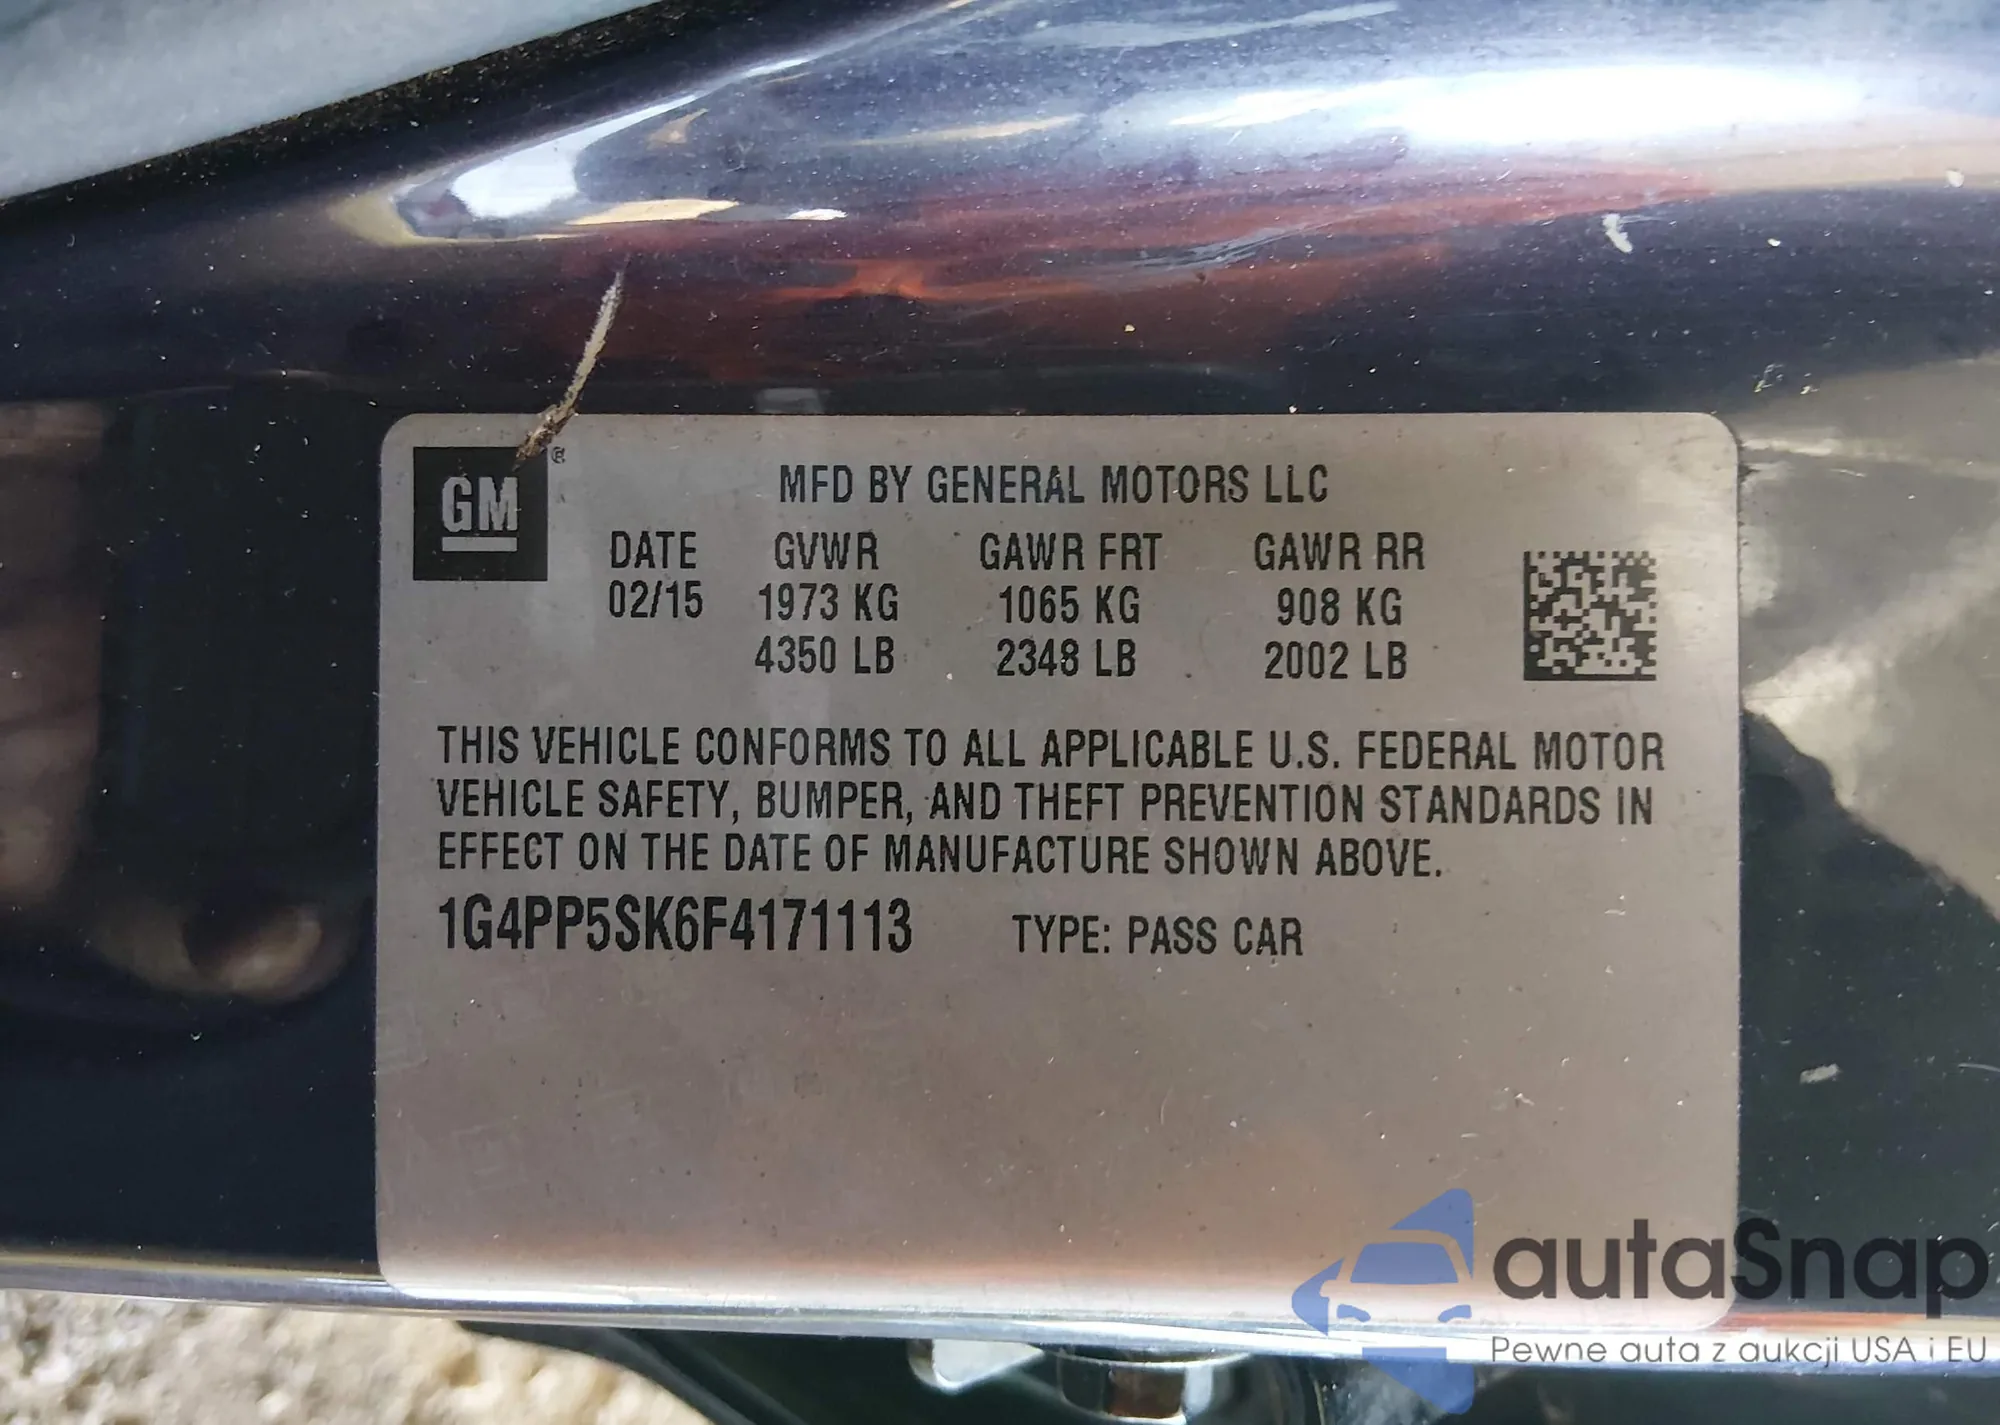 GM ®
MFD BY GENERAL MOTORS LLC
DATE GVWR GAWR FRT GAWR RR
02/15 1973 KG 1065 KG 908 KG
4350 LB 2348 LB 2002 LB
THIS VEHICLE CONFORMS TO ALL APPLICABLE U.S. FEDERAL MOTOR
VEHICLE SAFETY, BUMPER, AND THEFT PREVENTION STANDARDS IN
EFFECT ON THE DATE OF MANUFACTURE SHOWN ABOVE.
1G4PP5SK6F4171113 TYPE: PASS CAR
autaSnap
Pewne auta z aukcji USA i EU